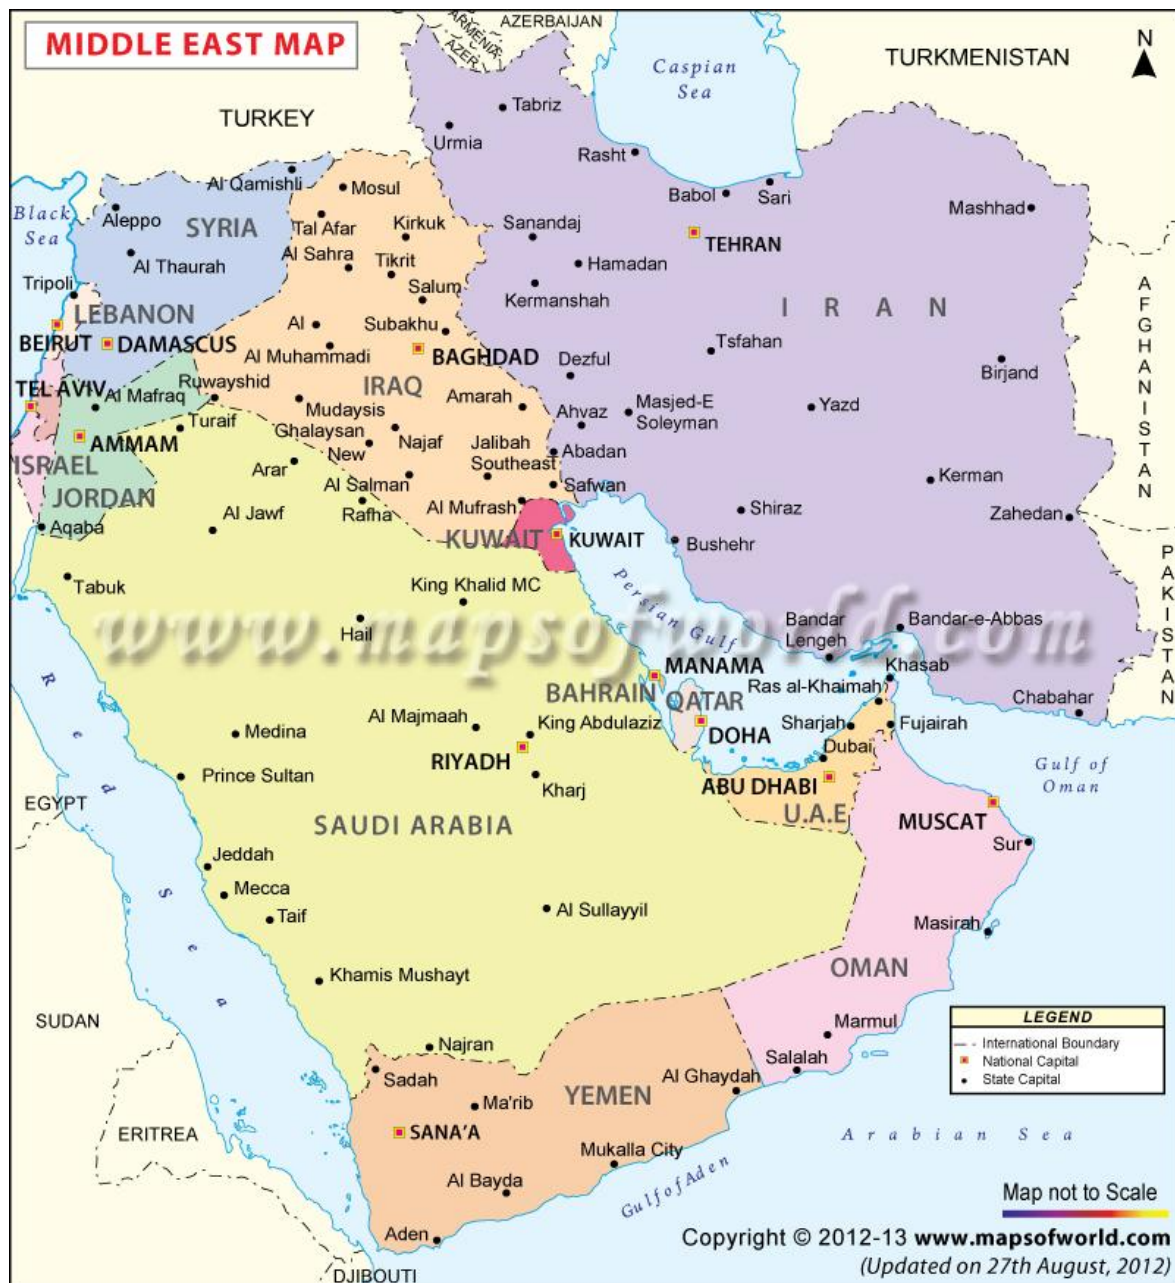 MIDDLE EAST MAP
AZERBAIJAN
ARMENIA
AZER.
TURKMENISTAN
N
Caspian
Sea
TURKEY
Tabriz
Urmia
Rasht
Al Qamishli
Mosul
Babol
Sari
Mashhad
Black
Sea
Aleppo
SYRIA
Tal Afar
Kirkuk
Sanandaj
TEHRAN
Al Thaurah
Al Sahra
Tikrit
Hamadan
Tripoli
Salum
Kermanshah
I R A N
AFGHANISTAN
LEBANON
Al
Subakhu
BEIRUT
DAMASCUS
Al Muhammadi
BAGHDAD
Tsfahan
Dezful
Birjand
TEL AVIV
Al Mafraq
Ruwayshid
IRAQ
Mudaysis
Amarah
Ahvaz
Masjed-E
Soleyman
Yazd
Turaif
Ghalaysan
New
Najaf
Jalibah
Southeast
Abadan
AMMAM
ISRAEL
Arar
Al Salman
Safwan
Kerman
JORDAN
Rafha
Al Mufrash
Aqaba
Al Jawf
Shiraz
Zahedan
KUWAIT
KUWAIT
Bushehr
PAKISTAN
Tabuk
King Khalid MC
Persian Gulf
Hail
www.mapsofworld.com
Bandar
Lengeh
Bandar-e-Abbas
MANAMA
Khasab
BAHRAIN
QATAR
Ras al-Khaimah
Chabahar
Red Sea
Medina
Al Majmaah
King Abdulaziz
DOHA
Sharjah
Fujairah
RIYADH
Dubai
Prince Sultan
Kharj
ABU DHABI
Gulf of
Oman
EGYPT
SAUDI ARABIA
U.A.E
MUSCAT
Sur
Jeddah
Mecca
Taif
Al Sullayyil
Masirah
Khamis Mushayt
OMAN
SUDAN
Najran
Marmul
Salalah
LEGEND
International Boundary
National Capital
State Capital
Sadah
Al Ghaydah
YEMEN
Ma'rib
SANA'A
ERITREA
Mukalla City
Arabian Sea
Al Bayda
Gulf of Aden
Aden
DJIBOUTI
Map not to Scale
Copyright © 2012-13 www.mapsofworld.com
(Updated on 27th August, 2012)